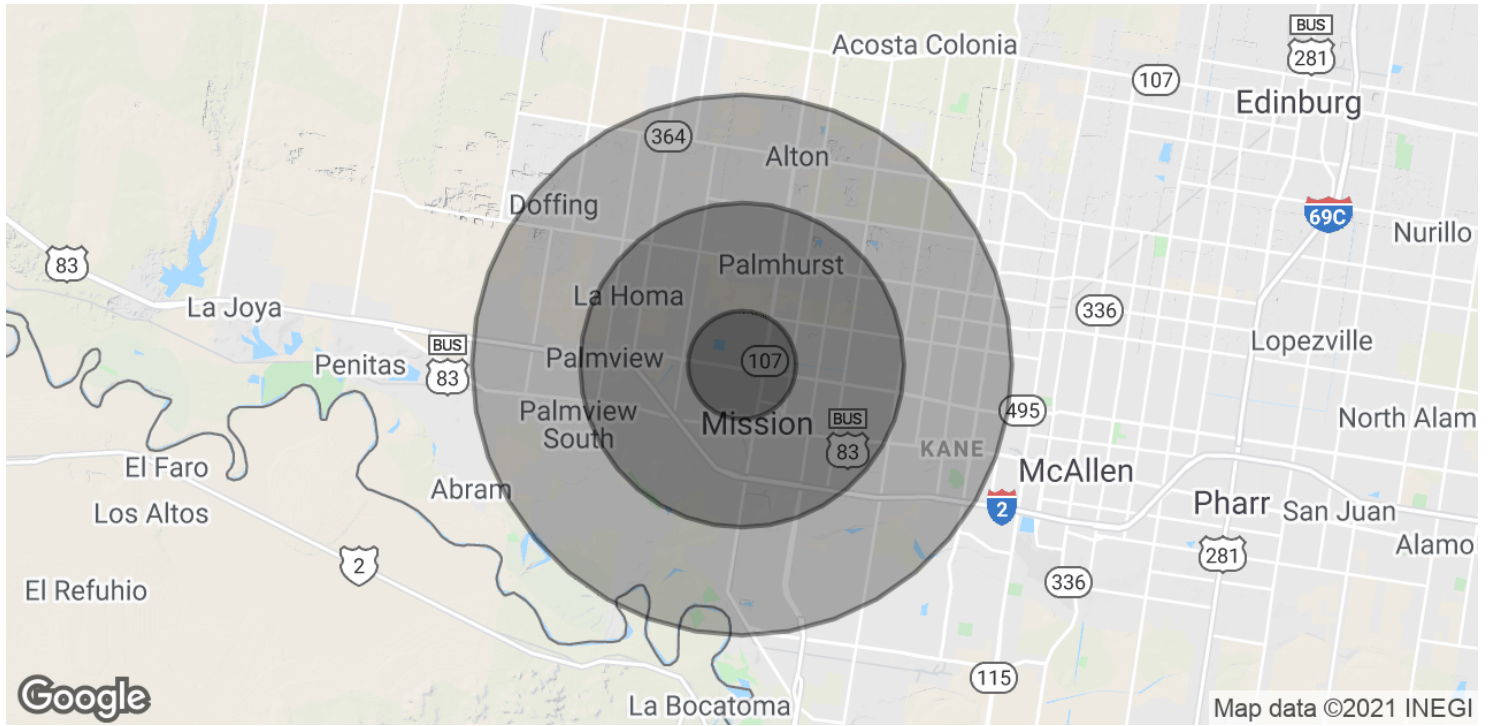 BUS
281
Acosta Colonia
107
Edinburg
364
Alton
Doffing
69C
Nurillo
83
Palmhurst
La Homa
La Joya
336
Lopezville
BUS
83
Penitas
Palmview
107
Palmview
South
Mission
BUS
83
495
North Alam
KANE
El Faro
McAllen
Abram
Los Altos
2
Pharr
San Juan
Alamo
281
2
336
El Refuhio
115
La Bocatoma
Google
Map data ©2021 INEGI